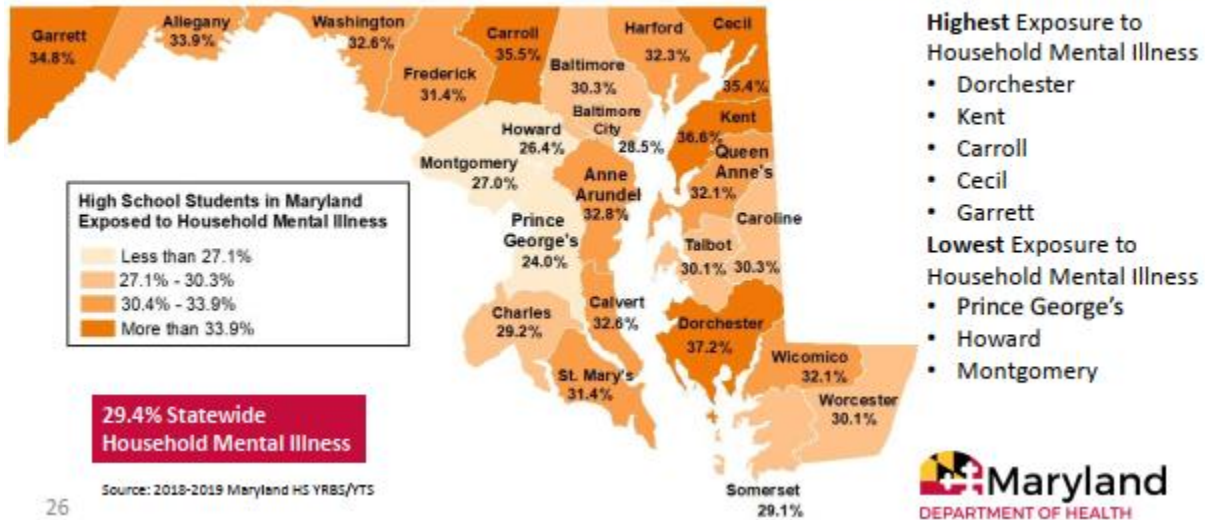 Garrett
34.8%
Allegany
33.9%
Washington
32.6%
Frederick
31.4%
Carroll
35.5%
Baltimore
30.3%
Baltimore
City
28.5%
Harford
32.3%
Cecil
35.4%
Kent
36.6%
Queen
Anne's
32.1%
Howard
26.4%
Montgomery
27.0%
Anne
Arundel
32.8%
Prince
George's
24.0%
Caroline
30.3%
Talbot
30.1%
Charles
29.2%
Calvert
32.6%
Dorchester
37.2%
St. Mary's
31.4%
Wicomico
32.1%
Worcester
30.1%
Somerset
29.1%
High School Students in Maryland
Exposed to Household Mental Illness
Less than 27.1%
27.1% - 30.3%
30.4% - 33.9%
More than 33.9%
29.4% Statewide
Household Mental Illness
Source: 2018-2019 Maryland HS YRBS/YTS
26
Highest Exposure to
Household Mental Illness
• Dorchester
• Kent
• Carroll
• Cecil
• Garrett
Lowest Exposure to
Household Mental Illness
• Prince George's
• Howard
• Montgomery
Maryland
DEPARTMENT OF HEALTH